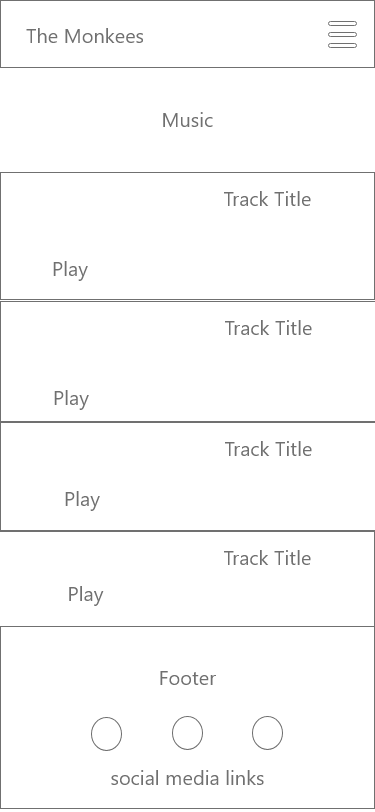 The Monkees
Music
Track Title
Play
Track Title
Play
Track Title
Play
Track Title
Play
Footer
social media links